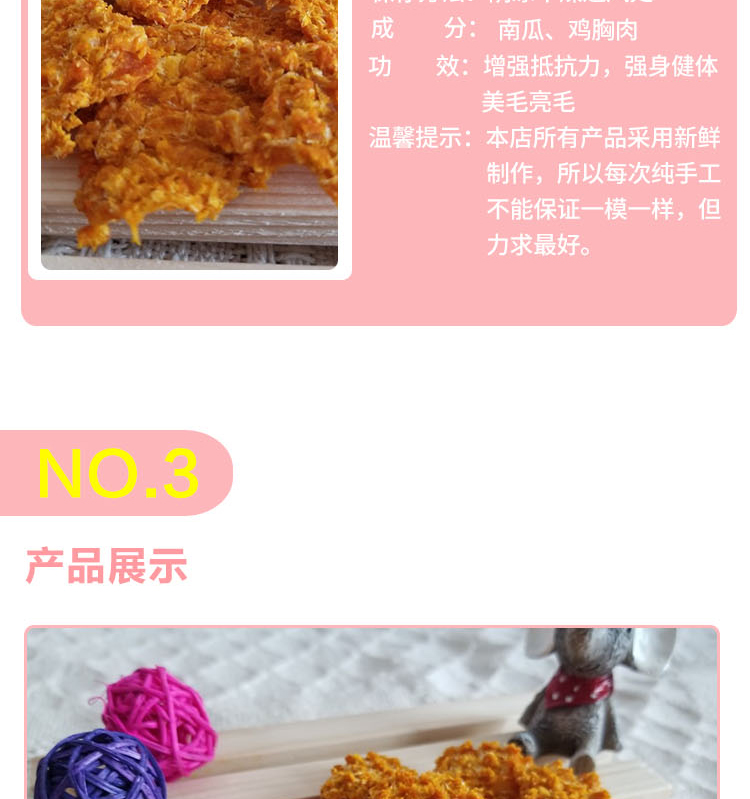 成 分： 南瓜、鸡胸肉
功 效：增强抵抗力，强身健体
美毛亮毛
温馨提示：本店所有产品采用新鲜
制作，所以每次纯手工
不能保证一模一样，但
力求最好。
NO.3
产品展示